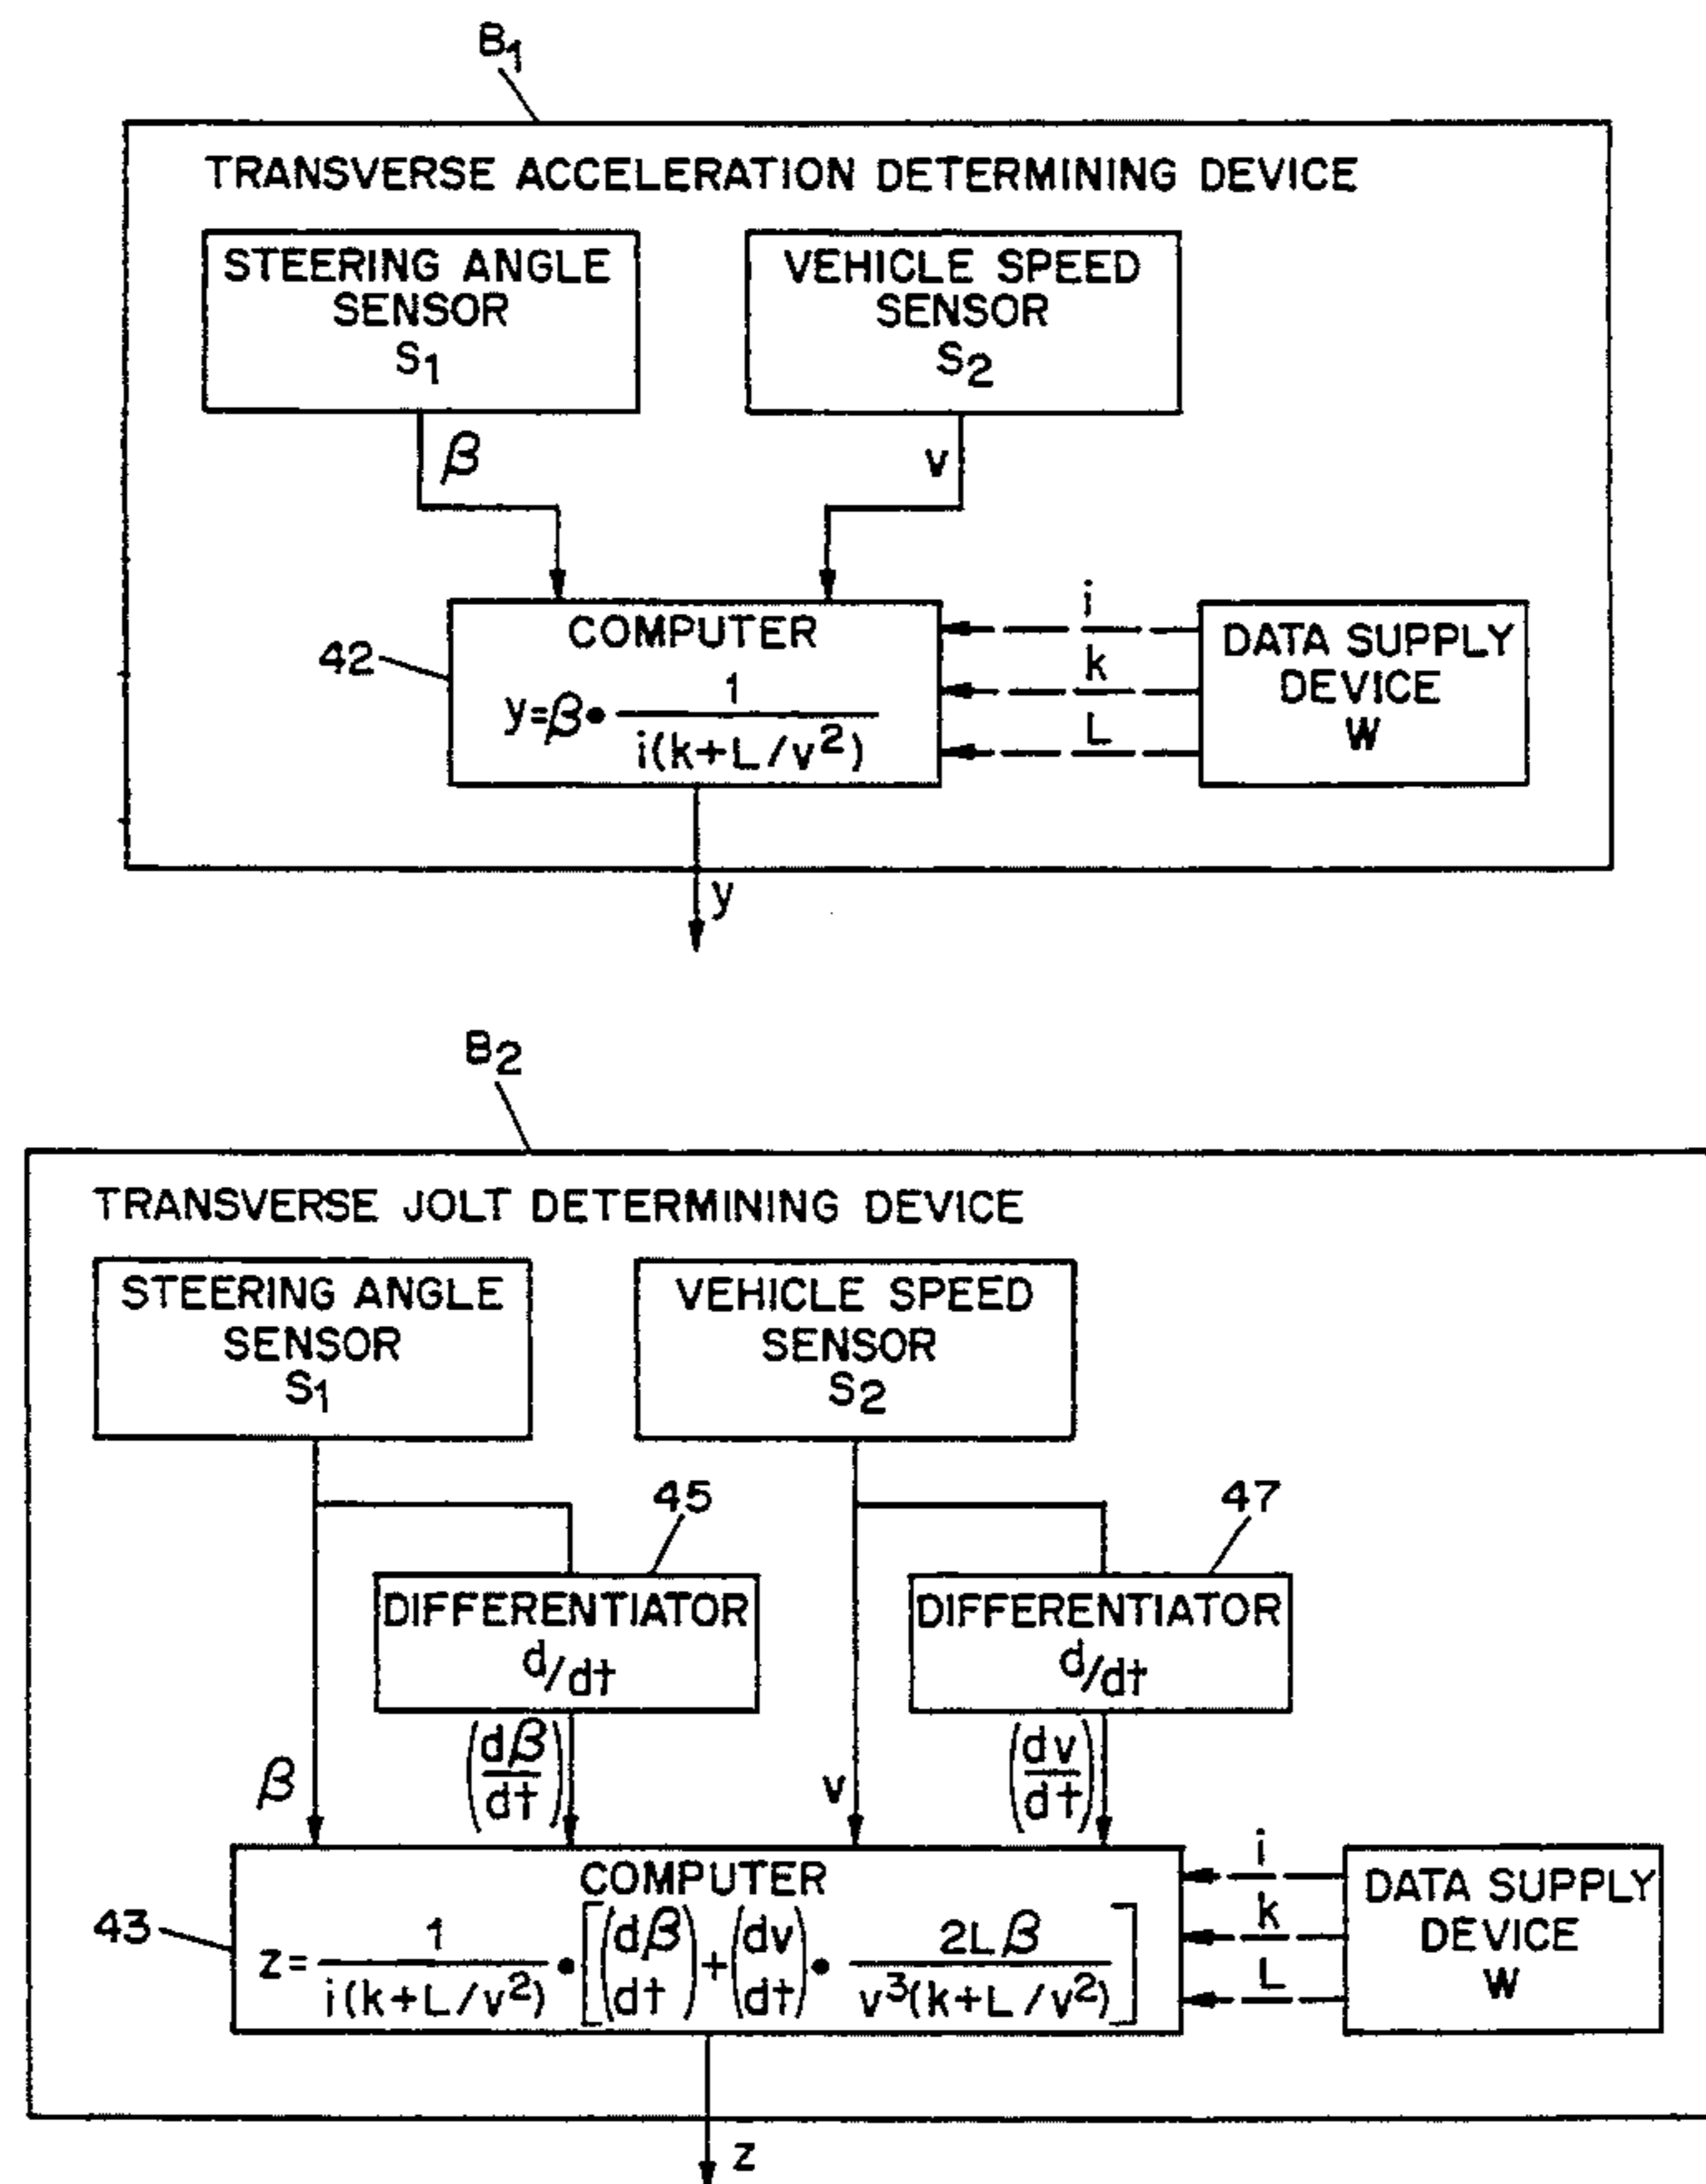 B1
TRANSVERSE ACCELERATION DETERMINING DEVICE
STEERING ANGLE
SENSOR
S1
VEHICLE SPEED
SENSOR
S2
β
v
COMPUTER
y=β• 1/i(k+L/v²)
42
i
k
L
DATA SUPPLY
DEVICE
W
y
B2
TRANSVERSE JOLT DETERMINING DEVICE
STEERING ANGLE
SENSOR
S1
VEHICLE SPEED
SENSOR
S2
45
47
DIFFERENTIATOR
d/dt
DIFFERENTIATOR
d/dt
β
(dβ/dt)
v
(dv/dt)
COMPUTER
z= 1/i(k+L/v²) •[(dβ/dt)+(dv/dt)• 2Lβ/v³(k+L/v²)]
43
i
k
L
DATA SUPPLY
DEVICE
W
z